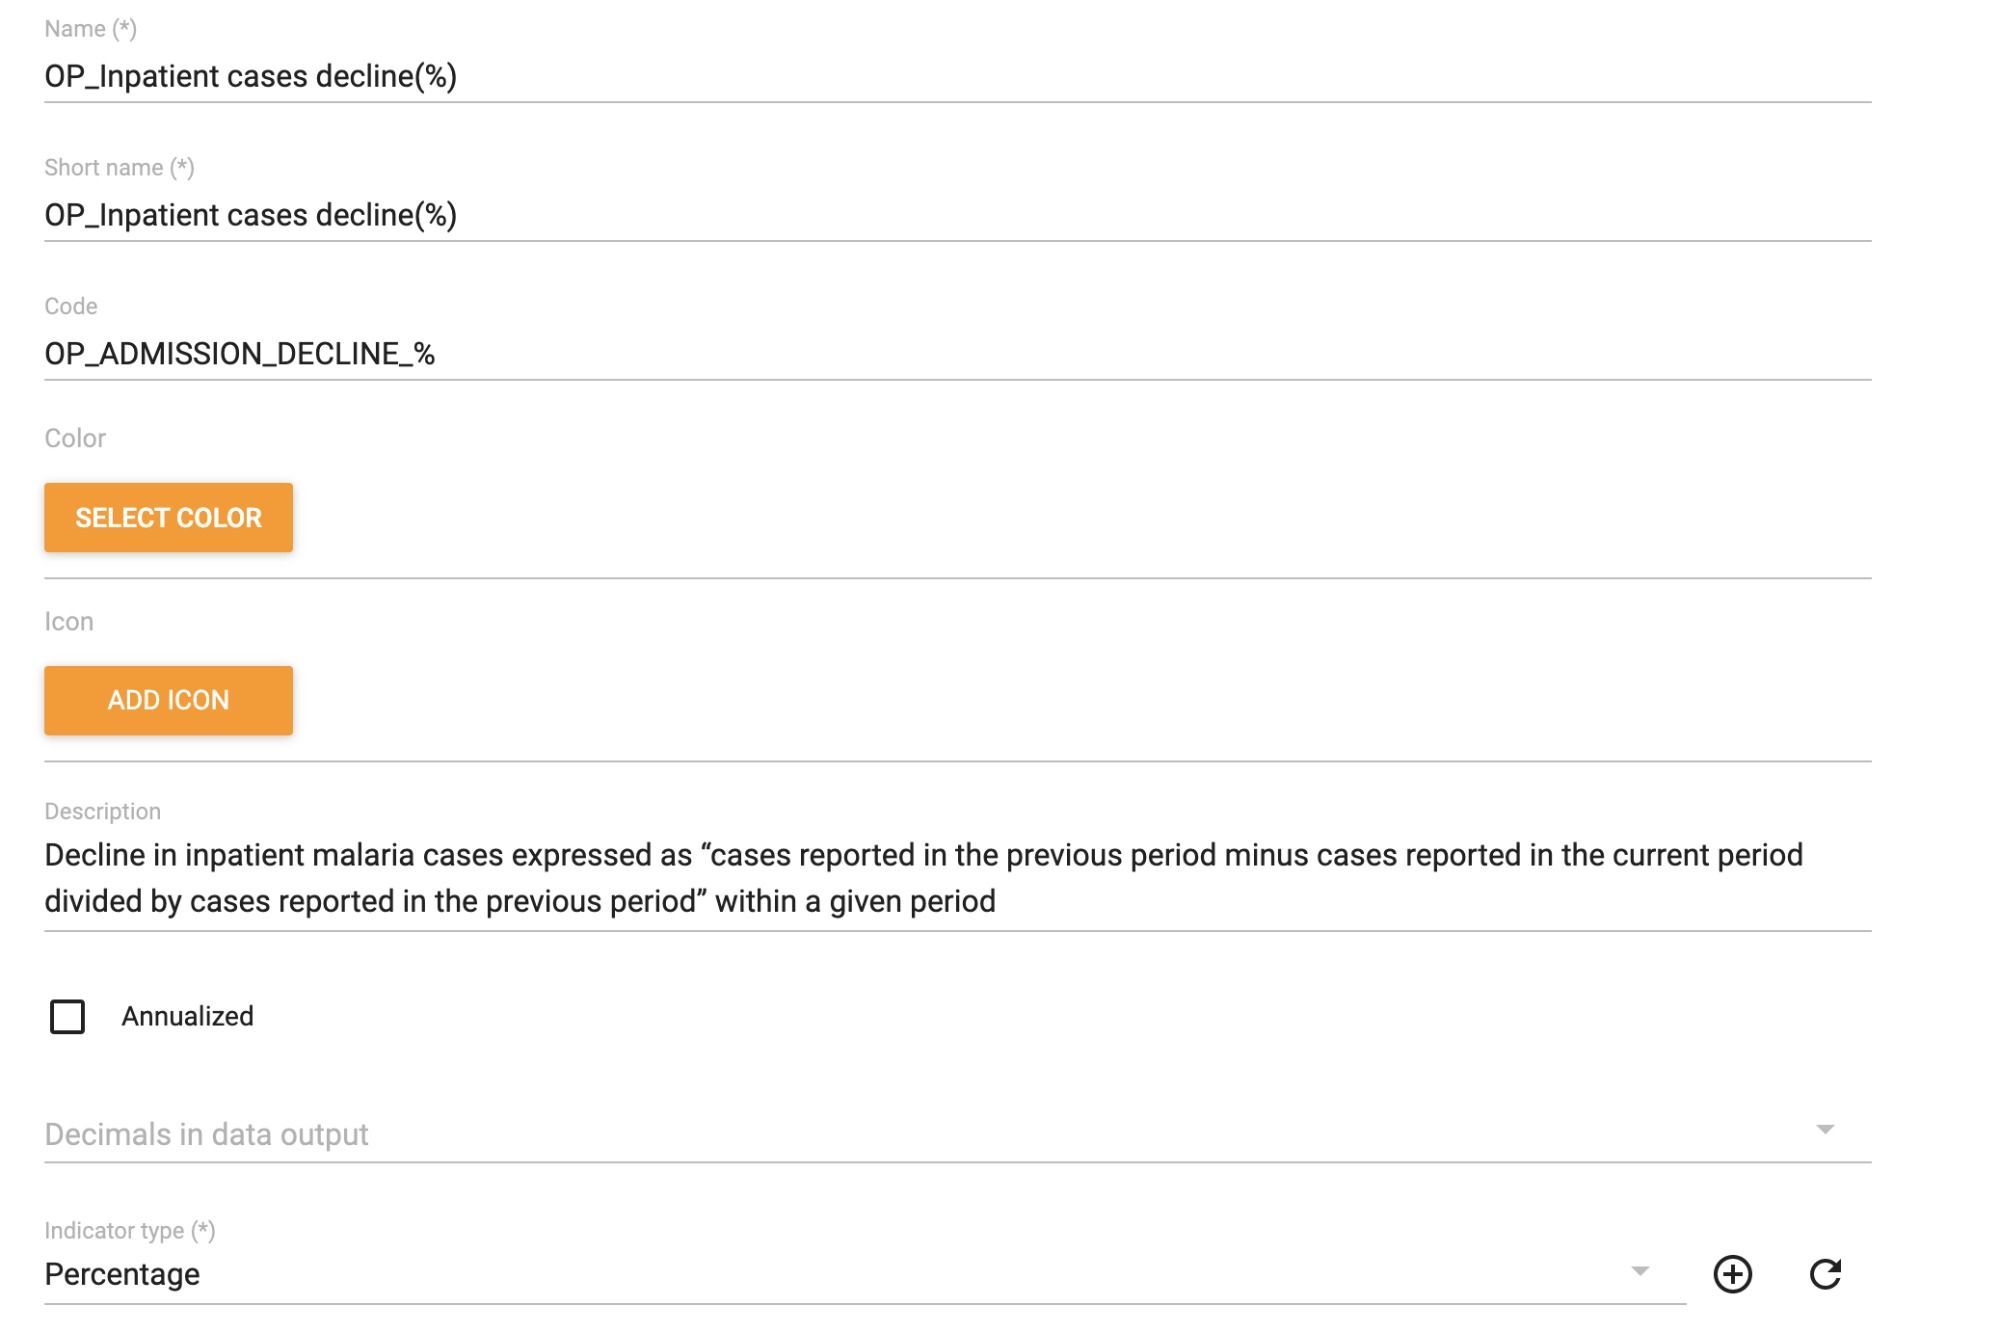 Name (*)
OP_Inpatient cases decline(%)
Short name (*)
OP_Inpatient cases decline(%)
Code
OP_ADMISSION_DECLINE_%
Color
SELECT COLOR
Icon
ADD ICON
Description
Decline in inpatient malaria cases expressed as “cases reported in the previous period minus cases reported in the current period
divided by cases reported in the previous period” within a given period
Annualized
Decimals in data output
Indicator type (*)
Percentage